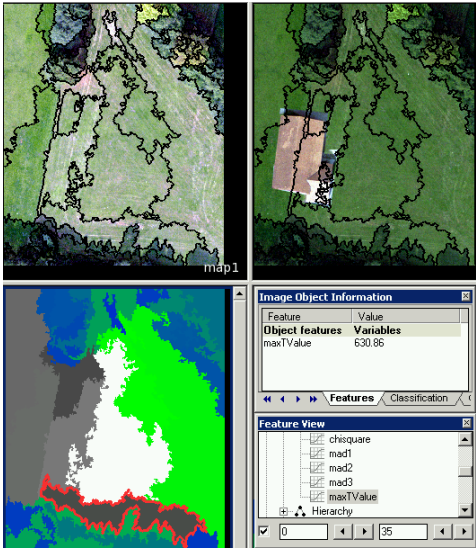 map1
Image Object Information
Feature Value
Object features Variables
maxTValue 630.86
Features Classification
Feature View
chisquare
mad1
mad2
mad3
maxTValue
Hierarchy
0 35